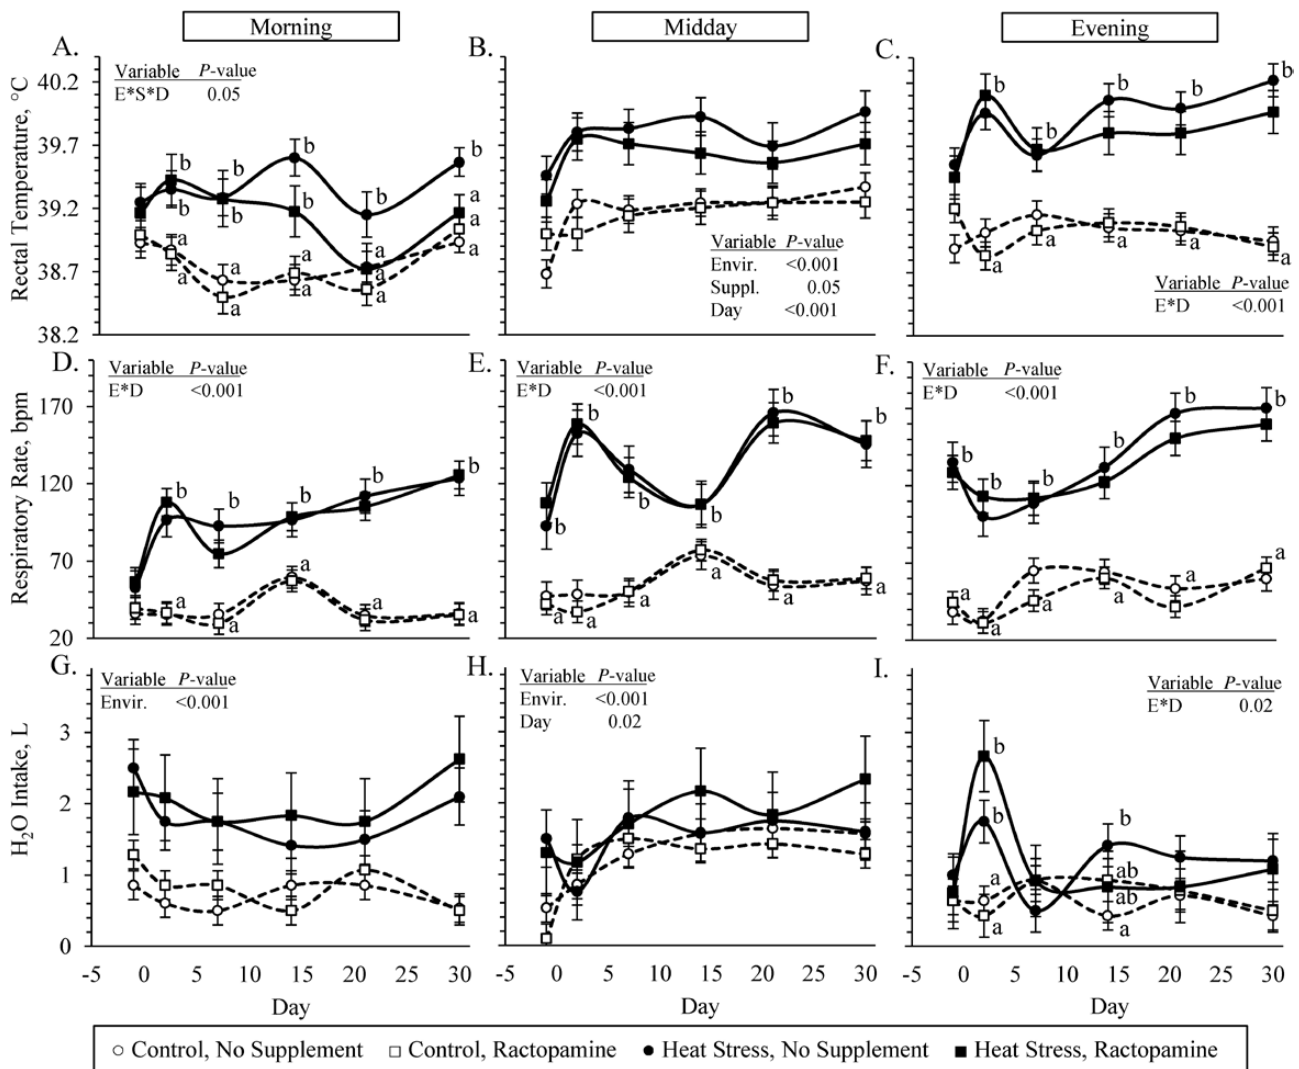 Morning
Midday
Evening
A.
B.
C.
Rectal Temperature, °C
40.2
39.7
39.2
38.7
38.2
Variable P-value
E*S*D 0.05
b b b b b
b b
a a a a a
a a a
Variable P-value
Envir. <0.001
Suppl. 0.05
Day <0.001
b b b b b
a a
Variable P-value
E*D <0.001
D.
E.
F.
Respiratory Rate, bpm
170
120
70
20
Variable P-value
E*D <0.001
b b b b b
a a a a a
Variable P-value
E*D <0.001
b b b b b b
a a a a a a
Variable P-value
E*D <0.001
b b b b b b
a a a a a a
G.
H.
I.
H2O Intake, L
3
2
1
0
Variable P-value
Envir. <0.001
Variable P-value
Envir. <0.001
Day 0.02
Variable P-value
E*D 0.02
b
b b
a ab
ab
a a
-5 0 5 10 15 20 25 30
-5 0 5 10 15 20 25 30
-5 0 5 10 15 20 25 30
Day
Day
Day
Control, No Supplement
Control, Ractopamine
Heat Stress, No Supplement
Heat Stress, Ractopamine